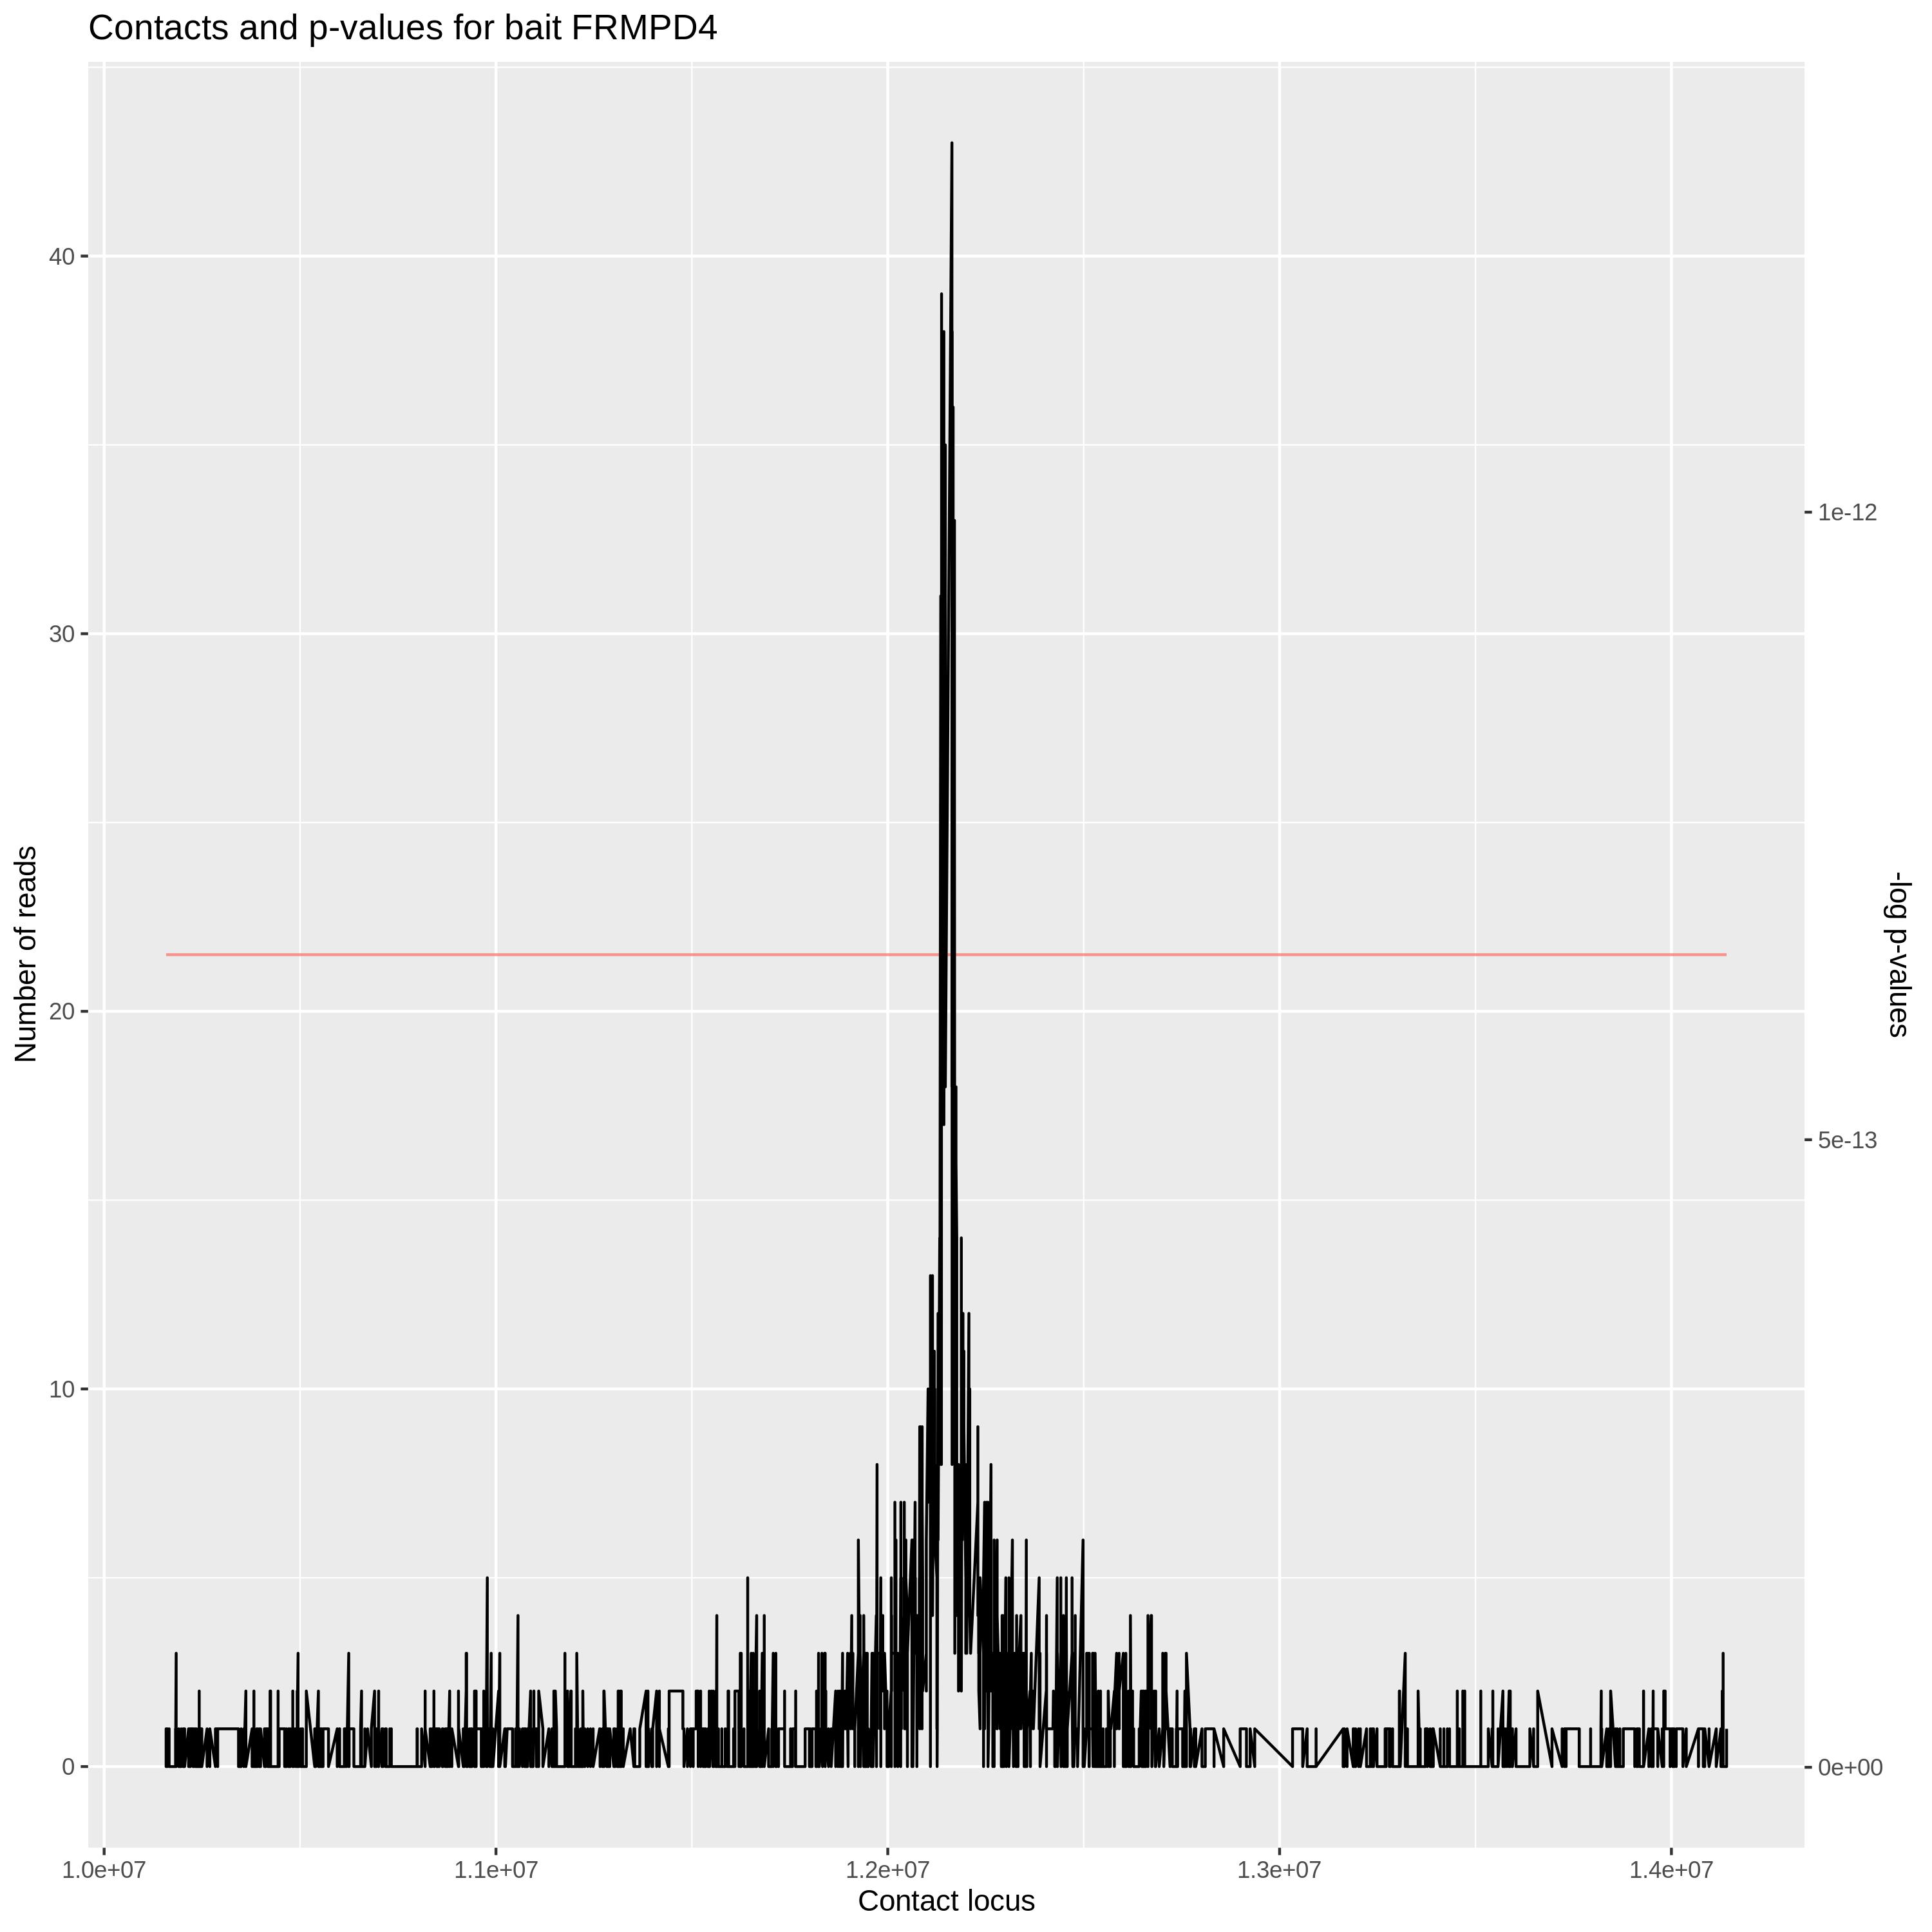 Contacts and p-values for bait FRMPD4
40
30
20
10
0
Number of reads
1e-12
5e-13
0e+00
-log p-values
1.0e+07
1.1e+07
1.2e+07
1.3e+07
1.4e+07
Contact locus